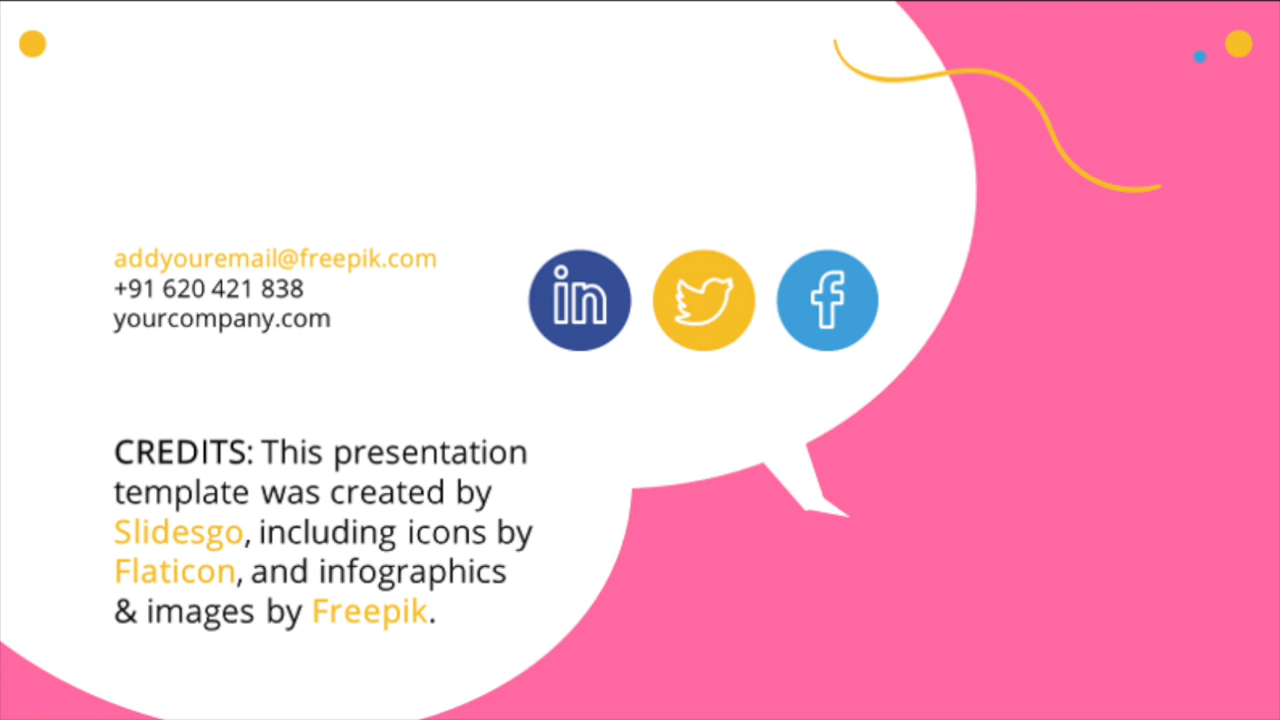 addyouremail@freepik.com
+91 620 421 838
yourcompany.com
in
f
CREDITS: This presentation
template was created by
Slidesgo, including icons by
Flaticon, and infographics
& images by Freepik.